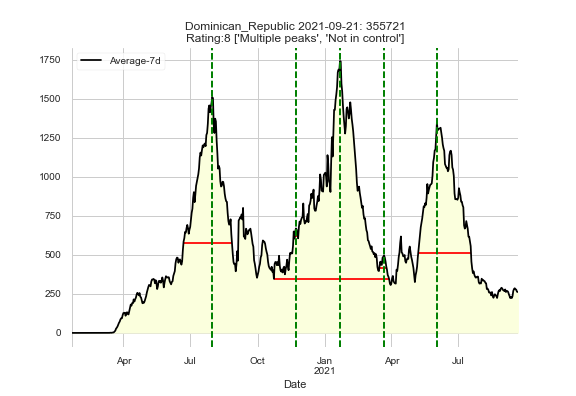 Dominican_Republic 2021-09-21: 355721
Rating:8 ['Multiple peaks', 'Not in control']
Average-7d
1750
1500
1250
1000
750
500
250
0
Apr
Jul
Oct
Jan
2021
Apr
Jul
Date